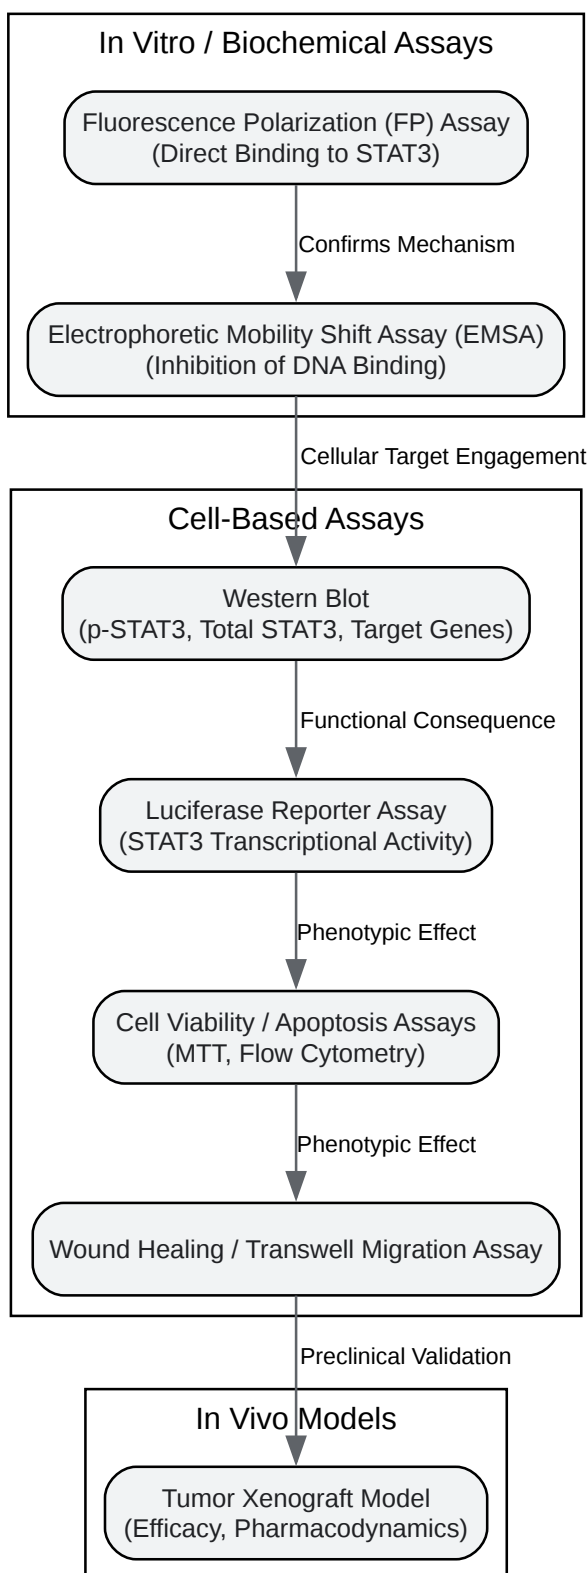 In Vitro / Biochemical Assays
Fluorescence Polarization (FP) Assay
(Direct Binding to STAT3)
Confirms Mechanism
Electrophoretic Mobility Shift Assay (EMSA)
(Inhibition of DNA Binding)
Cellular Target Engagement
Cell-Based Assays
Western Blot
(p-STAT3, Total STAT3, Target Genes)
Functional Consequence
Luciferase Reporter Assay
(STAT3 Transcriptional Activity)
Phenotypic Effect
Cell Viability / Apoptosis Assays
(MTT, Flow Cytometry)
Phenotypic Effect
Wound Healing / Transwell Migration Assay
Preclinical Validation
In Vivo Models
Tumor Xenograft Model
(Efficacy, Pharmacodynamics)